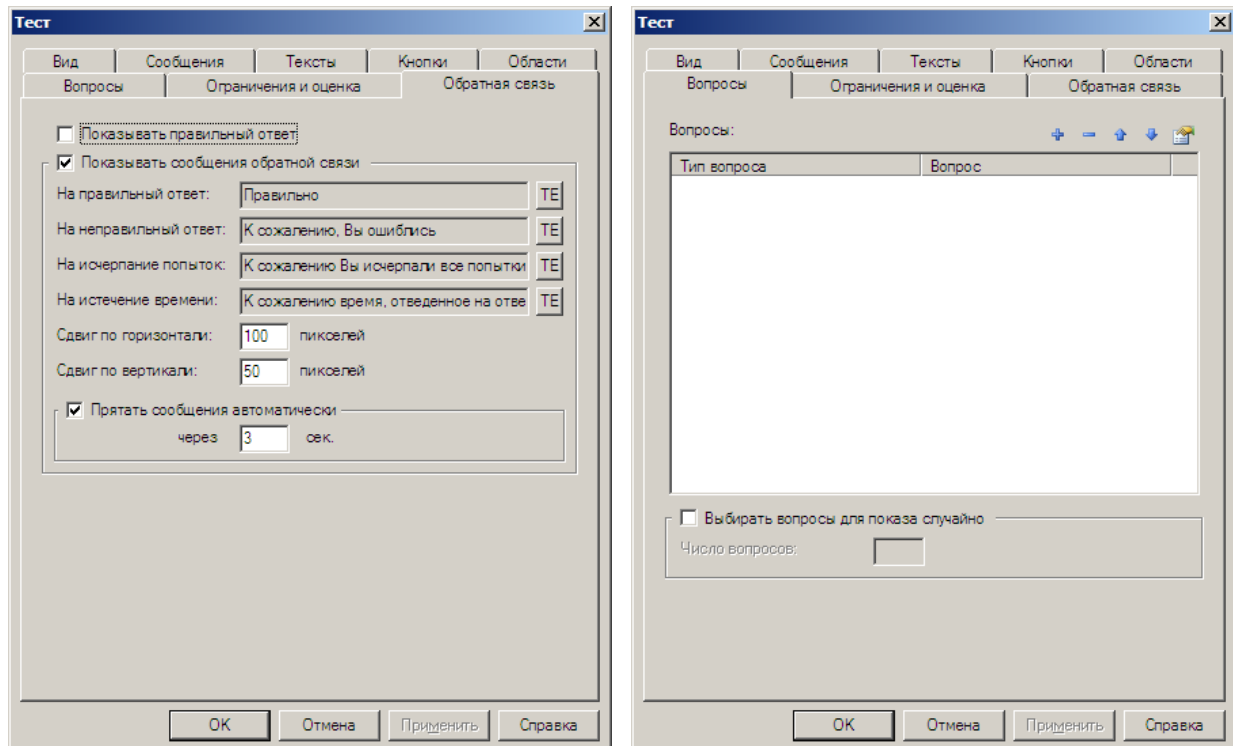 Тест
Вид Сообщения Тексты Кнопки Области
Вопросы Ограничения и оценка Обратная связь
Показывать правильный ответ
Показывать сообщения обратной связи
На правильный ответ: Правильно TE
На неправильный ответ: К сожалению, Вы ошиблись TE
На исчерпание попыток: К сожалению Вы исчерпали все попытки TE
На истечение времени: К сожалению время, отведенное на отве TE
Сдвиг по горизонтали: 100 пикселей
Сдвиг по вертикали: 50 пикселей
Прятать сообщения автоматически
через 3 сек.
OK Отмена Применить Справка
Тест
Вид Сообщения Тексты Кнопки Области
Вопросы Ограничения и оценка Обратная связь
Вопросы:
Тип вопроса Вопрос
Выбирать вопросы для показа случайно
Число вопросов:
OK Отмена Применить Справка